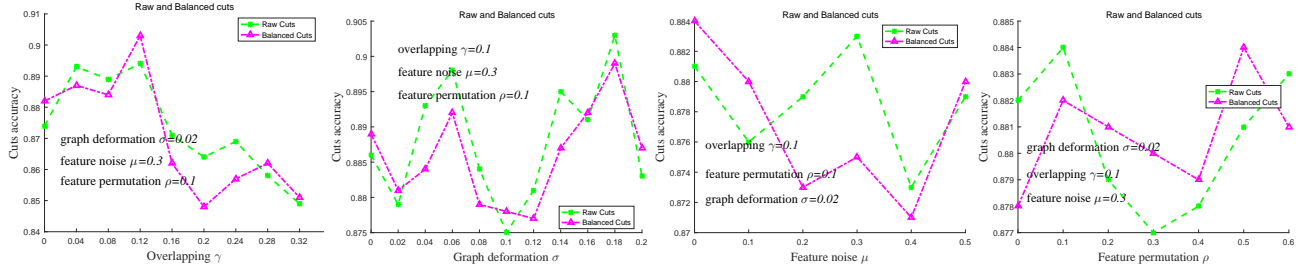 Raw and Balanced cuts
Cuts accuracy
0.91
0.9
0.89
0.88
0.87
0.86
0.85
0.84
Raw Cuts
Balanced Cuts
graph deformation σ=0.02
feature noise μ=0.3
feature permutation ρ=0.1
0 0.04 0.08 0.12 0.16 0.2 0.24 0.28 0.32
Overlapping γ
Raw and Balanced cuts
Cuts accuracy
0.905
0.9
0.895
0.89
0.885
0.88
0.875
overlapping γ=0.1
feature noise μ=0.3
feature permutation ρ=0.1
Raw Cuts
Balanced Cuts
0 0.02 0.04 0.06 0.08 0.1 0.12 0.14 0.16 0.18 0.2
Graph deformation σ
Raw and Balanced cuts
Cuts accuracy
0.884
0.882
0.88
0.878
0.876
0.874
0.872
0.87
Raw Cuts
Balanced Cuts
overlapping γ=0.1
feature permutation ρ=0.1
graph deformation σ=0.02
0 0.1 0.2 0.3 0.4 0.5
Feature noise μ
Raw and Balanced cuts
Cuts accuracy
0.885
0.884
0.883
0.882
0.881
0.88
0.879
0.878
0.877
Raw Cuts
Balanced Cuts
graph deformation σ=0.02
overlapping γ=0.1
feature noise μ=0.3
0 0.1 0.2 0.3 0.4 0.5 0.6
Feature permutation ρ